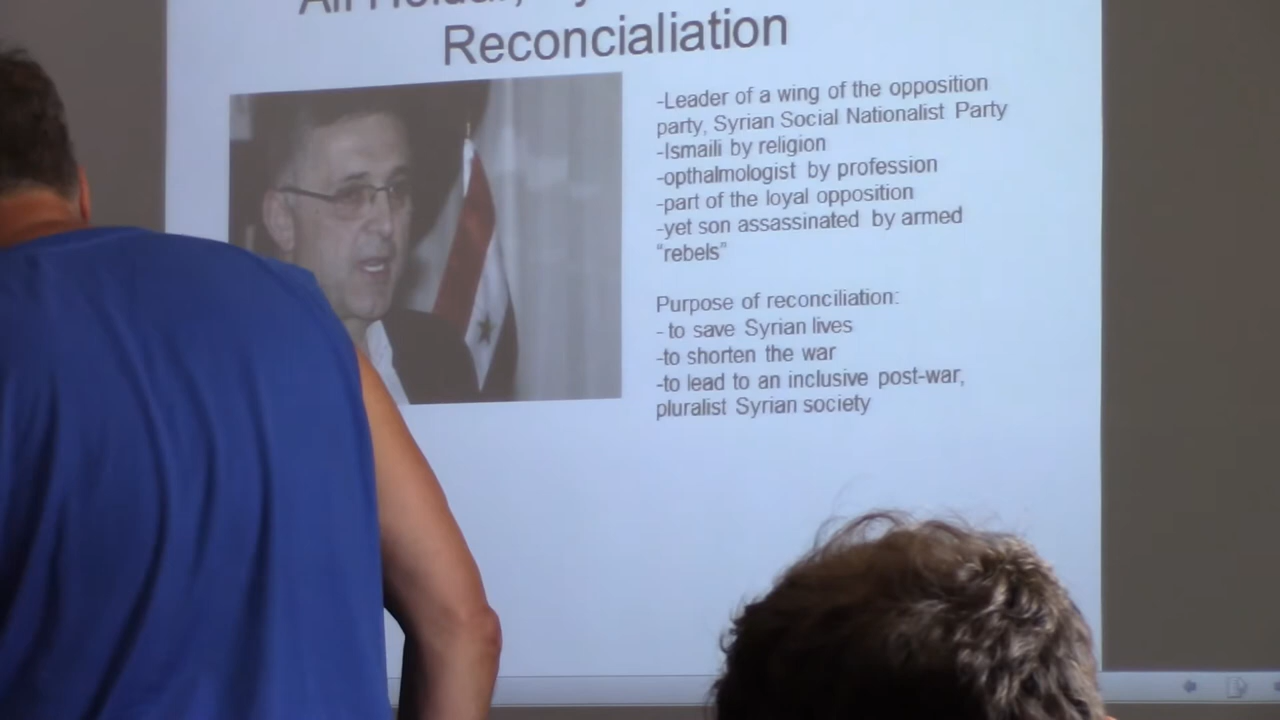 Reconcialiation
-Leader of a wing of the opposition
party, Syrian Social Nationalist Party
-Ismaili by religion
-opthalmologist by profession
-part of the loyal opposition
-yet son assassinated by armed
“rebels”
Purpose of reconciliation:
- to save Syrian lives
-to shorten the war
-to lead to an inclusive post-war,
pluralist Syrian society